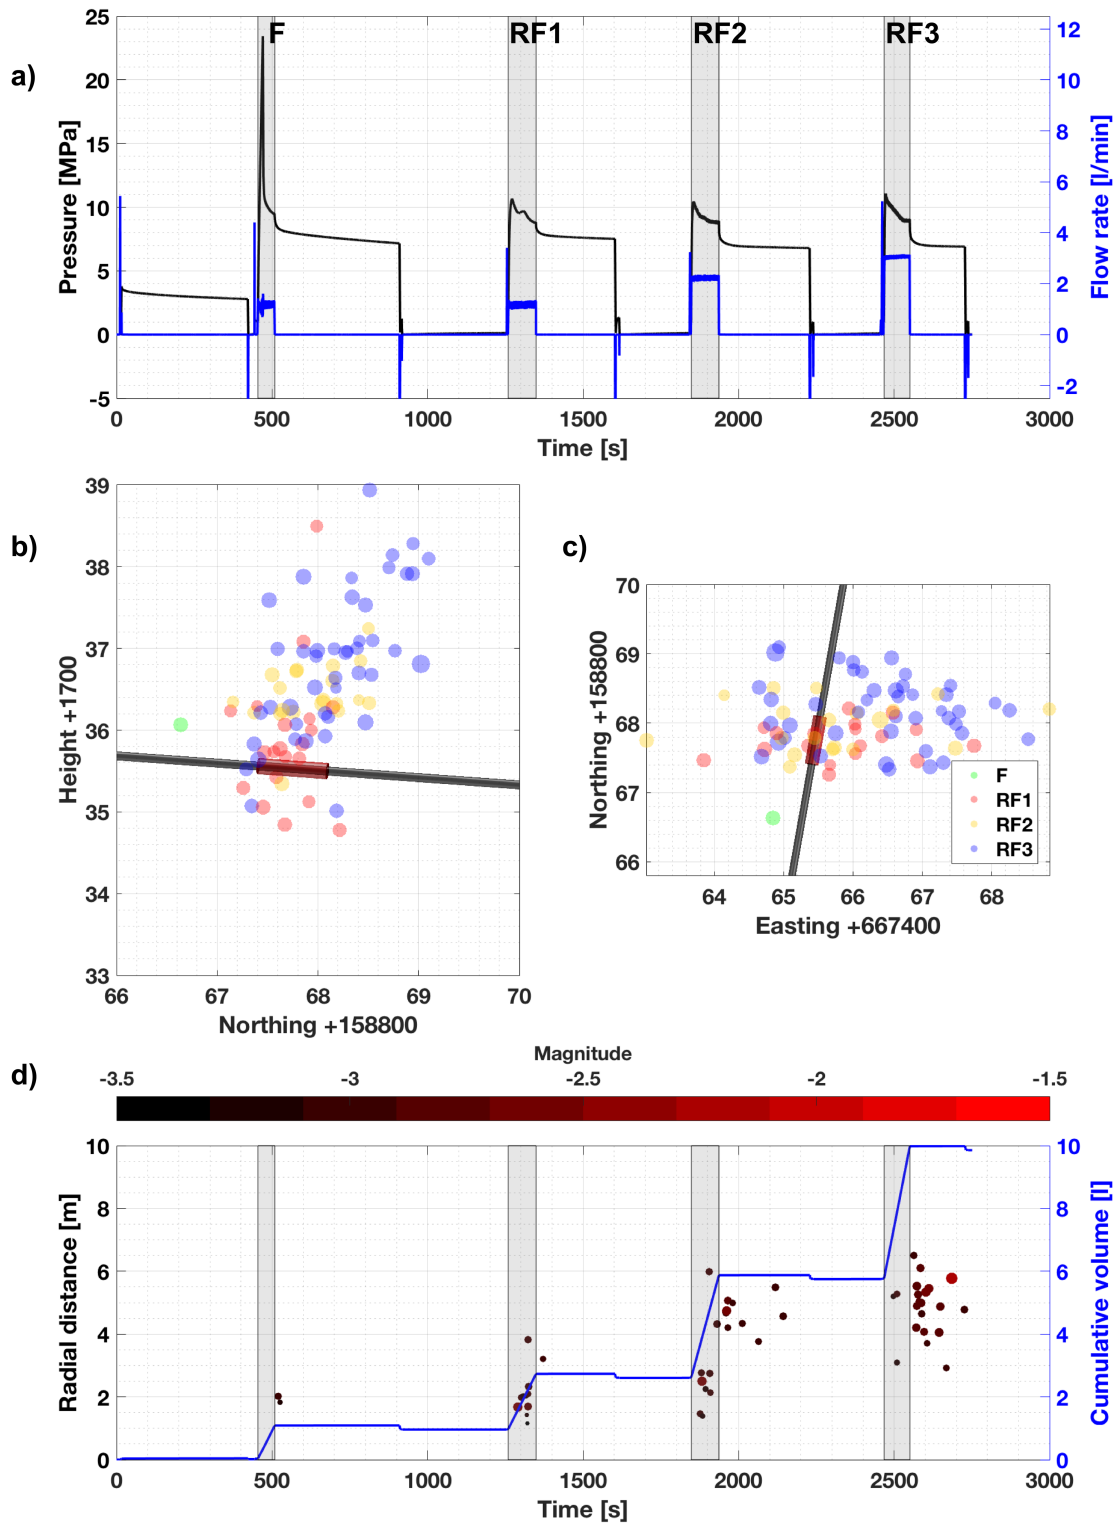 a)
F RF1 RF2 RF3
25 12
20 10
15 8
10 6
5 4
0 2
-5 0
-2
Pressure [MPa]
Flow rate [l/min]
0 500 1000 1500 2000 2500 3000
Time [s]
b)
39
38
37
36
35
34
33
Height +1700
66 67 68 69 70
Northing +158800
c)
70
69
68
67
66
Northing +158800
F
RF1
RF2
RF3
64 65 66 67 68
Easting +667400
d)
Magnitude
-3.5 -3 -2.5 -2 -1.5
10 10
8 8
6 6
4 4
2 2
0 0
Radial distance [m]
Cumulative volume [l]
0 500 1000 1500 2000 2500 3000
Time [s]